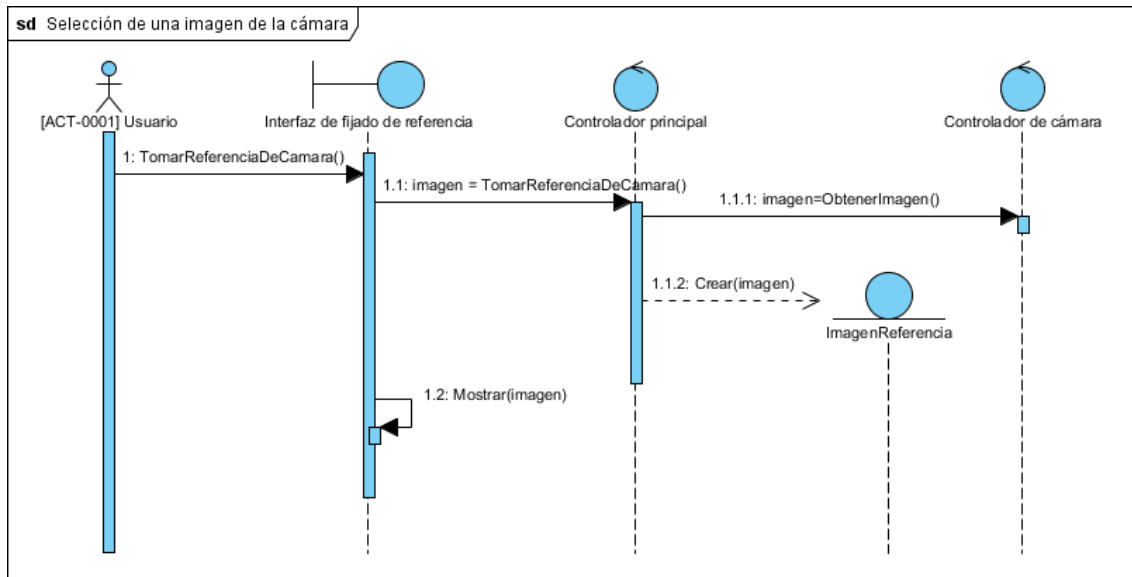 sd Selección de una imagen de la cámara
[ACT-0001] Usuario
Interfaz de fijado de referencia
Controlador principal
Controlador de cámara
1: TomarReferenciaDeCamara()
1.1: imagen = TomarReferenciaDeCámara()
1.1.1: imagen=ObtenerImagen()
1.1.2: Crear(imagen)
ImagenReferencia
1.2: Mostrar(imagen)